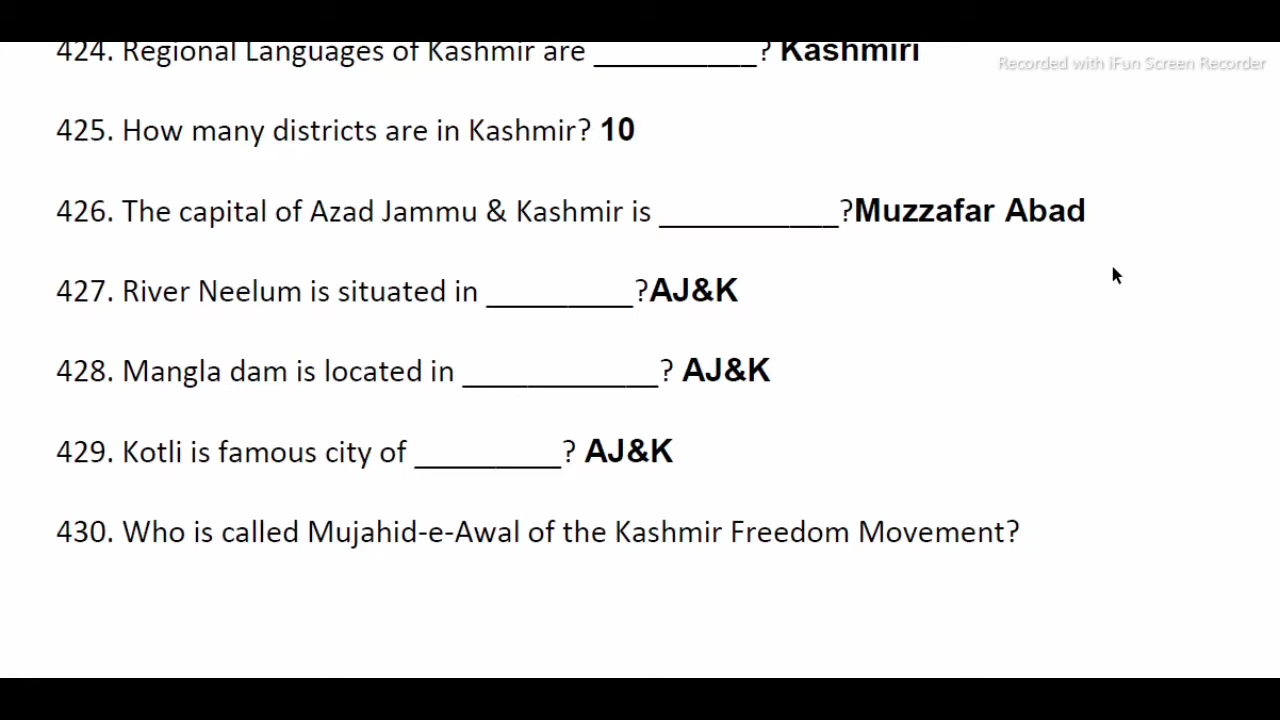 424. Regional Languages of Kashmir are __________? Kashmiri
Recorded with iFun Screen Recorder
425. How many districts are in Kashmir? 10
426. The capital of Azad Jammu & Kashmir is ___________?Muzzafar Abad
427. River Neelum is situated in _________?AJ&K
428. Mangla dam is located in ____________? AJ&K
429. Kotli is famous city of _________? AJ&K
430. Who is called Mujahid-e-Awal of the Kashmir Freedom Movement?